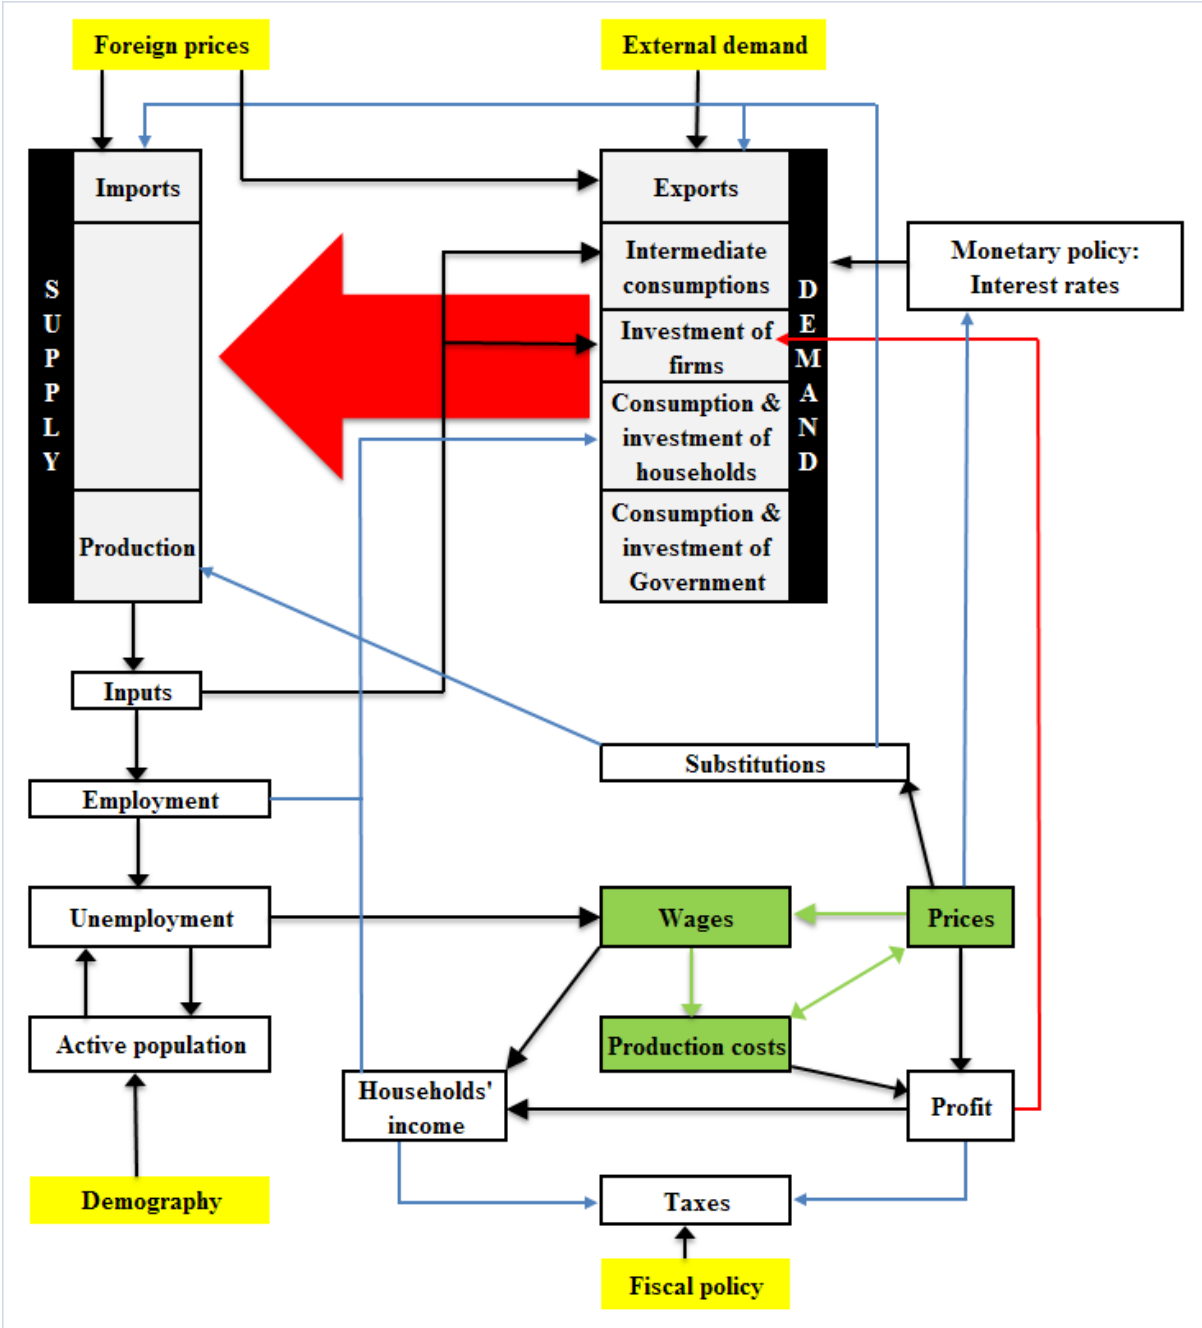 Foreign prices
External demand
Imports
Exports
SUPPLY
Intermediate
consumptions
DEMAND
Monetary policy:
Interest rates
Investment of
firms
Consumption &
investment of
households
Production
Consumption &
investment of
Government
Inputs
Substitutions
Employment
Unemployment
Wages
Prices
Active population
Production costs
Households'
income
Profit
Demography
Taxes
Fiscal policy